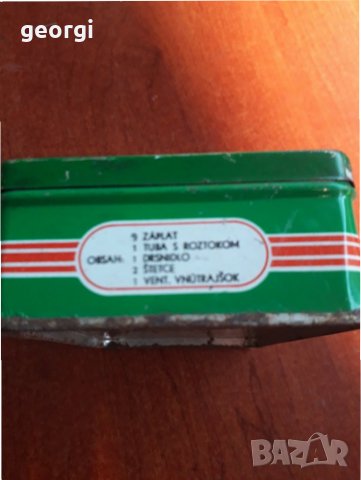 georgi
9 ZÁPLAT
1 TUBA S ROZTOKOM
OBSAH: 1 DRSNIDLO
2 ŠTETCE
1 VENT. VNÚTRAJŠOK
BAZAR